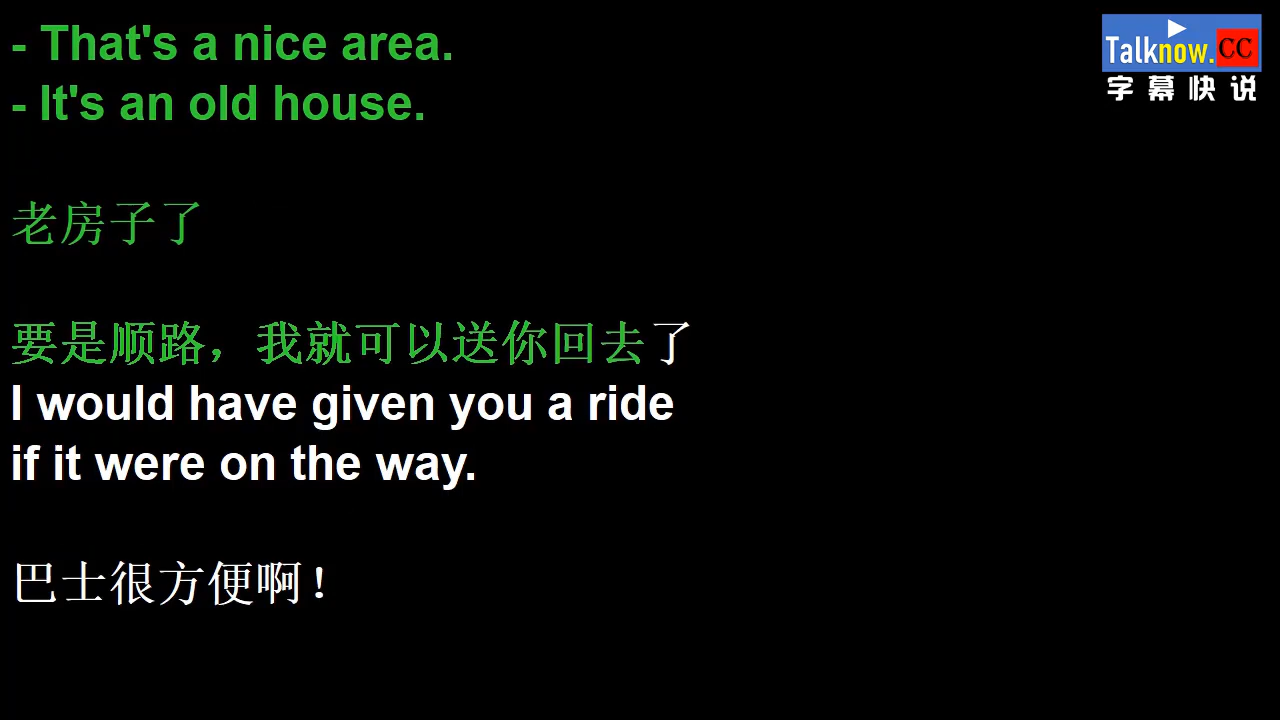 - That's a nice area.
- It's an old house.
Talknow.CC
字幕快说
老房子了
要是顺路，我就可以送你回去了
I would have given you a ride
if it were on the way.
巴士很方便啊！